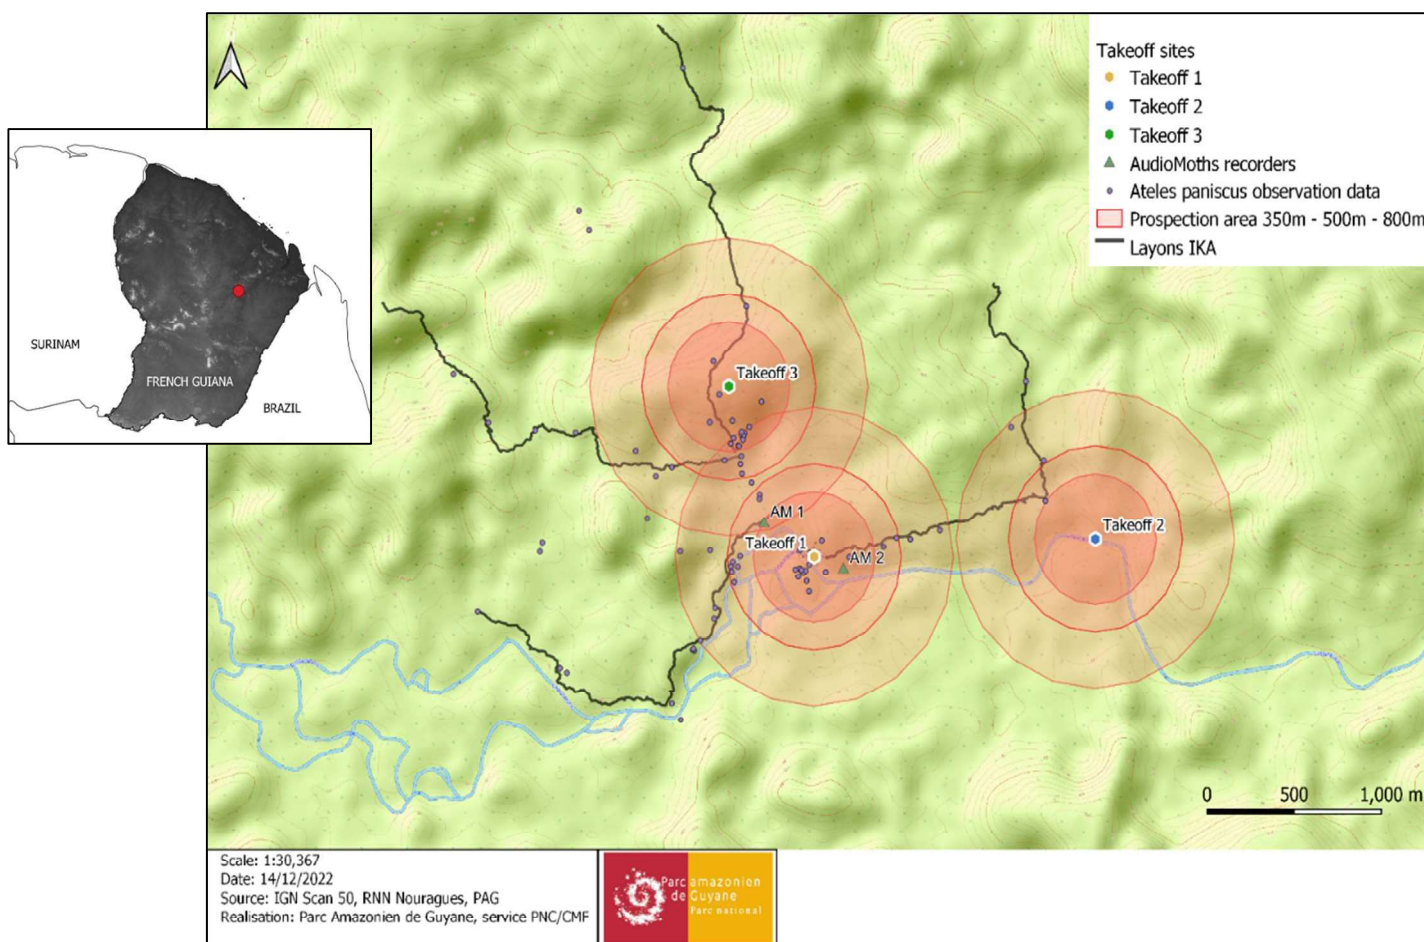 Takeoff sites
Takeoff 1
Takeoff 2
Takeoff 3
AudioMoths recorders
Ateles paniscus observation data
Prospection area 350m - 500m - 800m
Layons IKA
SURINAM
FRENCH GUIANA
BRAZIL
Takeoff 3
AM 1
Takeoff 1
AM 2
Takeoff 2
0 500 1,000 m
Scale: 1:30,367
Date: 14/12/2022
Source: IGN Scan 50, RNN Nouragues, PAG
Realisation: Parc Amazonien de Guyane, service PNC/CMF
Parc amazonien
de Guyane
Parc national